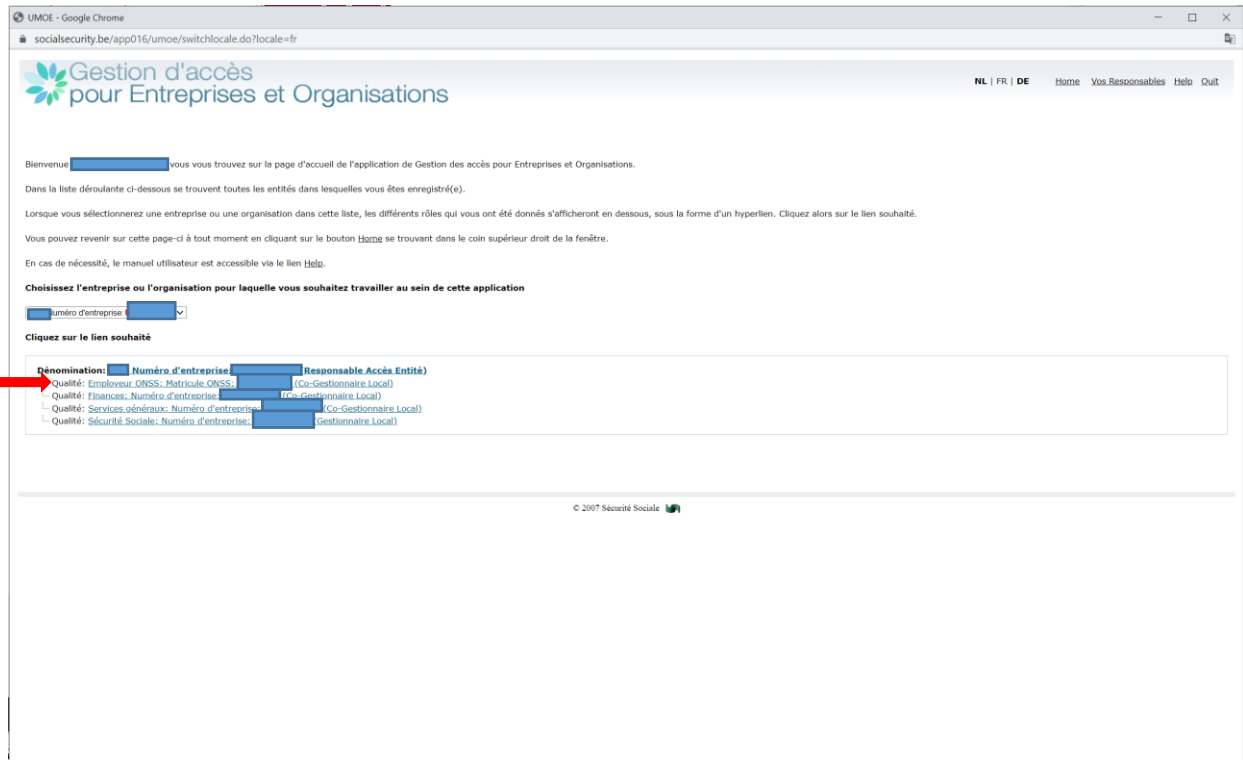 UMOE - Google Chrome
socialsecurity.be/app016/umoe/switchlocale.do?locale=fr
Gestion d'accès
pour Entreprises et Organisations
NL | FR | DE Home Vos Responsables Help Quit
Bienvenue vous vous trouvez sur la page d'accueil de l'application de Gestion des accès pour Entreprises et Organisations.
Dans la liste déroulante ci-dessous se trouvent toutes les entités dans lesquelles vous êtes enregistré(e).
Lorsque vous sélectionnerez une entreprise ou une organisation dans cette liste, les différents rôles qui vous ont été donnés s'afficheront en dessous, sous la forme d'un hyperlien. Cliquez alors sur le lien souhaité.
Vous pouvez revenir sur cette page-ci à tout moment en cliquant sur le bouton Home se trouvant dans le coin supérieur droit de la fenêtre.
En cas de nécessité, le manuel utilisateur est accessible via le lien Help.
Choisissez l'entreprise ou l'organisation pour laquelle vous souhaitez travailler au sein de cette application
uméro d'entreprise:
Cliquez sur le lien souhaité
Dénomination: Numéro d'entreprise: Responsable Accès Entité)
Qualité: Employeur ONSS: Matricule ONSS: (Co-Gestionnaire Local)
Qualité: Finances: Numéro d'entreprise: (Co-Gestionnaire Local)
Qualité: Services généraux: Numéro d'entreprise: (Co-Gestionnaire Local)
Qualité: Sécurité Sociale: Numéro d'entreprise: (Gestionnaire Local)
© 2007 Sécurité Sociale